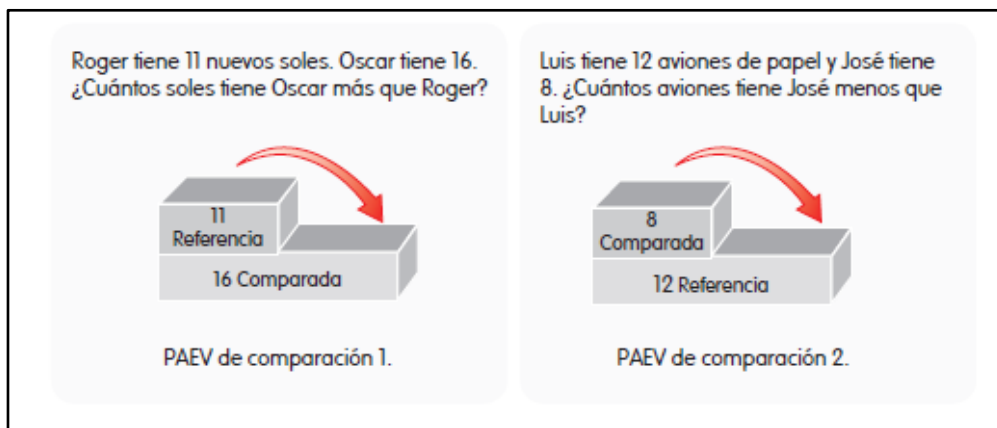 Roger tiene 11 nuevos soles. Oscar tiene 16.
¿Cuántos soles tiene Oscar más que Roger?
11
Referencia
16 Comparada
PAEV de comparación 1.
Luis tiene 12 aviones de papel y José tiene
8. ¿Cuántos aviones tiene José menos que
Luis?
8
Comparada
12 Referencia
PAEV de comparación 2.